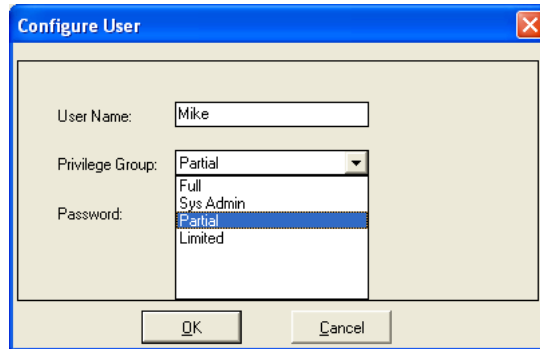 Configure User
User Name: Mike
Privilege Group: Partial
Full
Sys Admin
Partial
Password:
Limited
OK Cancel